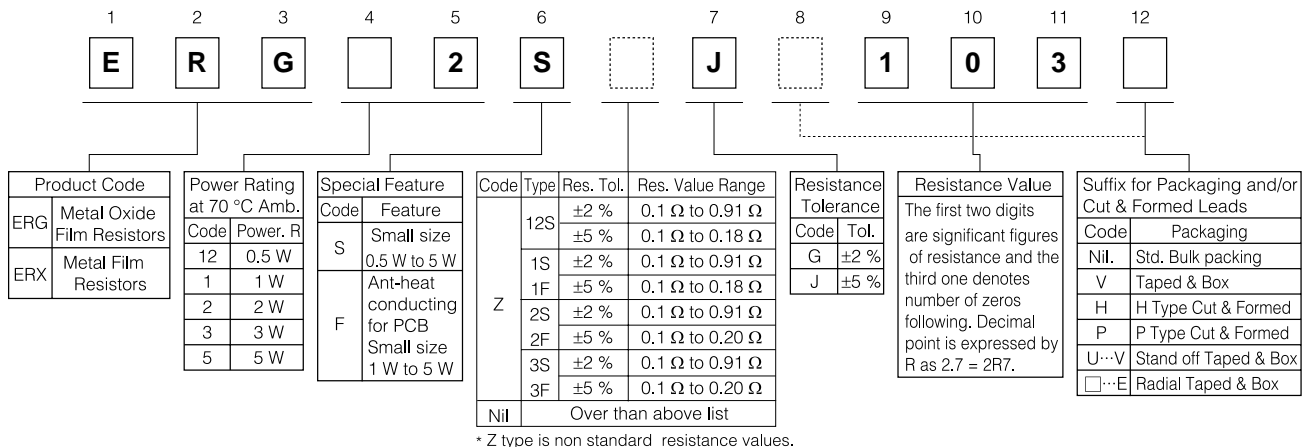 1 2 3 4 5 6 7 8 9 10 11 12
E R G 2 S J 1 0 3
Product Code
ERG Metal Oxide Film Resistors
ERX Metal Film Resistors
Power Rating
at 70 °C Amb.
Code Power. R
12 0.5 W
1 1 W
2 2 W
3 3 W
5 5 W
Special Feature
Code Feature
S Small size
0.5 W to 5 W
F Ant-heat
conducting
for PCB
Small size
1 W to 5 W
Code Type Res. Tol. Res. Value Range
Z
12S ±2 % 0.1 Ω to 0.91 Ω
±5 % 0.1 Ω to 0.18 Ω
1S ±2 % 0.1 Ω to 0.91 Ω
1F ±5 % 0.1 Ω to 0.18 Ω
2S ±2 % 0.1 Ω to 0.91 Ω
2F ±5 % 0.1 Ω to 0.20 Ω
3S ±2 % 0.1 Ω to 0.91 Ω
3F ±5 % 0.1 Ω to 0.20 Ω
Nil Over than above list
* Z type is non standard resistance values.
Resistance
Tolerance
Code Tol.
G ±2 %
J ±5 %
Resistance Value
The first two digits
are significant figures
of resistance and the
third one denotes
number of zeros
following. Decimal
point is expressed by
R as 2.7 = 2R7.
Suffix for Packaging and/or
Cut & Formed Leads
Code Packaging
Nil. Std. Bulk packing
V Taped & Box
H H Type Cut & Formed
P P Type Cut & Formed
U···V Stand off Taped & Box
□···E Radial Taped & Box